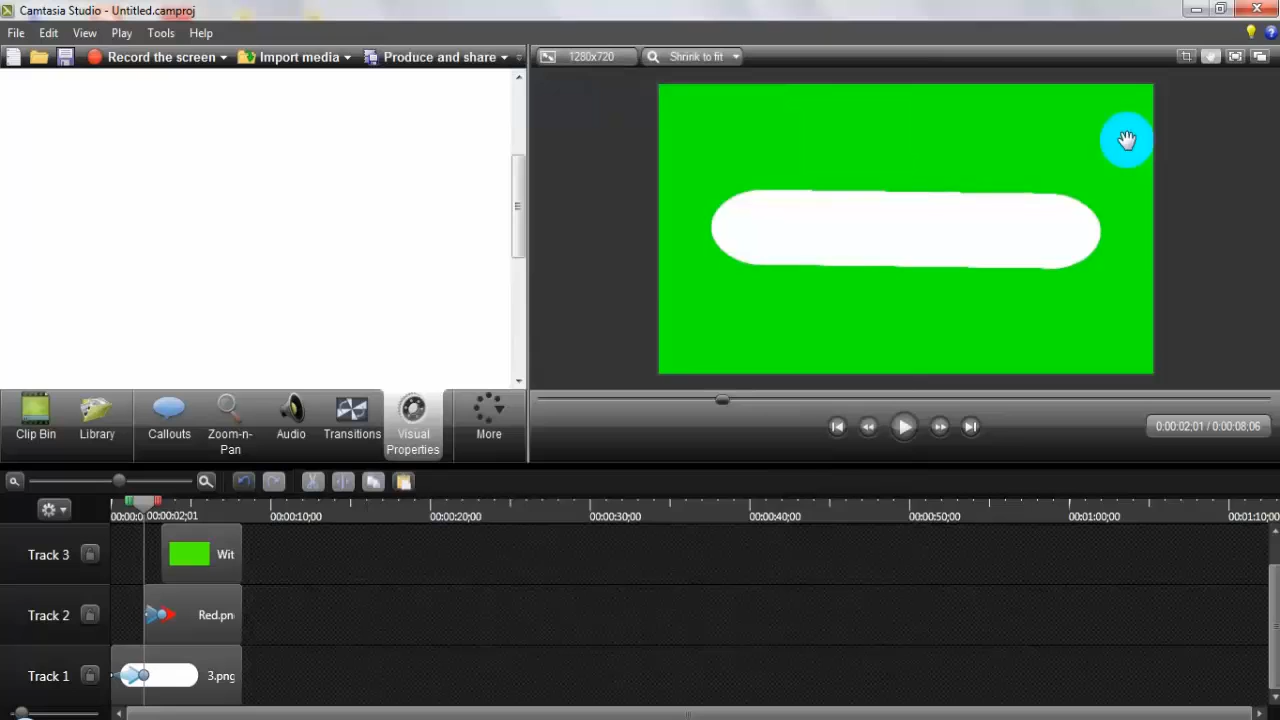 Camtasia Studio - Untitled.camproj
File Edit View Play Tools Help
Record the screen Import media Produce and share 1280x720 Shrink to fit
Clip Bin Library Callouts Zoom-n-Pan Audio Transitions Visual Properties More
0:00:02;01 / 0:00:08,06
00:00:0 00:00:02;01 00:00:10;00 00:00:20;00 00:00:30;00 00:00:40;00 00:00:50;00 00:01:00;00 00:01:10;00
Track 3 Wit
Track 2 Red.pn
Track 1 3.png